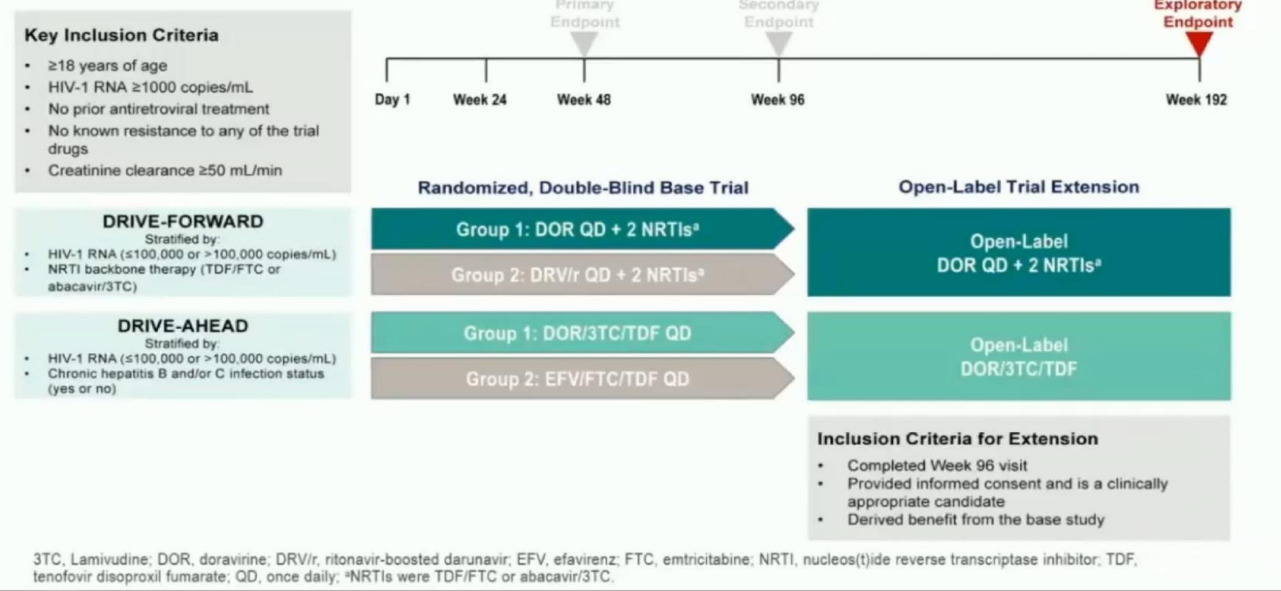 Primary
Endpoint
Secondary
Endpoint
Exploratory
Endpoint
Day 1
Week 24
Week 48
Week 96
Week 192
Key Inclusion Criteria
• ≥18 years of age
• HIV-1 RNA ≥1000 copies/mL
• No prior antiretroviral treatment
• No known resistance to any of the trial
drugs
• Creatinine clearance ≥50 mL/min
Randomized, Double-Blind Base Trial
Open-Label Trial Extension
DRIVE-FORWARD
Stratified by:
• HIV-1 RNA (≤100,000 or >100,000 copies/mL)
• NRTI backbone therapy (TDF/FTC or
abacavir/3TC)
Group 1: DOR QD + 2 NRTIsᵃ
Group 2: DRV/r QD + 2 NRTIsᵃ
Open-Label
DOR QD + 2 NRTIsᵃ
DRIVE-AHEAD
Stratified by:
• HIV-1 RNA (≤100,000 or >100,000 copies/mL)
• Chronic hepatitis B and/or C infection status
(yes or no)
Group 1: DOR/3TC/TDF QD
Group 2: EFV/FTC/TDF QD
Open-Label
DOR/3TC/TDF
Inclusion Criteria for Extension
• Completed Week 96 visit
• Provided informed consent and is a clinically
appropriate candidate
• Derived benefit from the base study
3TC, Lamivudine; DOR, doravirine; DRV/r, ritonavir-boosted darunavir; EFV, efavirenz; FTC, emtricitabine; NRTI, nucleos(t)ide reverse transcriptase inhibitor; TDF,
tenofovir disoproxil fumarate; QD, once daily; ᵃNRTIs were TDF/FTC or abacavir/3TC.